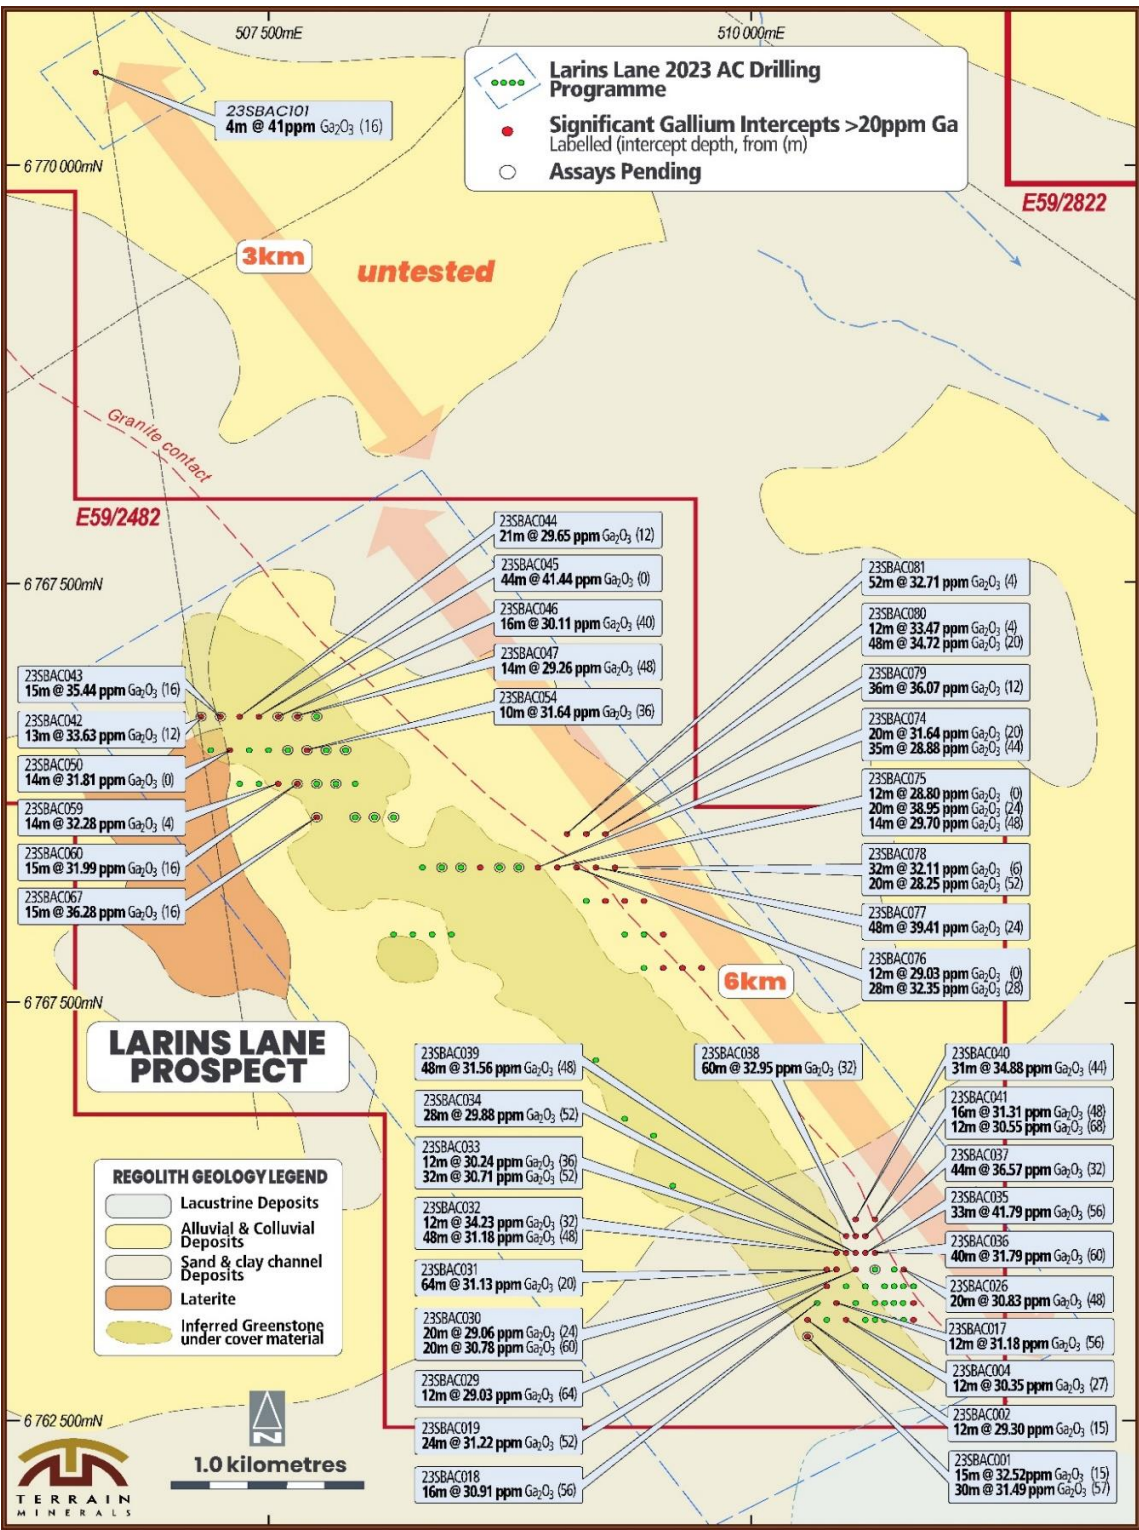 507 500mE
510 000mE
Larins Lane 2023 AC Drilling
Programme
Significant Gallium Intercepts >20ppm Ga
Labelled (intercept depth, from (m)
Assays Pending
23SBAC101
4m @ 41ppm Ga₂O₃ (16)
6 770 000mN
E59/2822
3km
untested
Granite contact
E59/2482
23SBAC044
21m @ 29.65 ppm Ga₂O₃ (12)
23SBAC045
44m @ 41.44 ppm Ga₂O₃ (0)
23SBAC046
16m @ 30.11 ppm Ga₂O₃ (40)
23SBAC047
14m @ 29.26 ppm Ga₂O₃ (48)
23SBAC054
10m @ 31.64 ppm Ga₂O₃ (36)
6 767 500mN
23SBAC081
52m @ 32.71 ppm Ga₂O₃ (4)
23SBAC080
12m @ 33.47 ppm Ga₂O₃ (4)
48m @ 34.72 ppm Ga₂O₃ (20)
23SBAC079
36m @ 36.07 ppm Ga₂O₃ (12)
23SBAC074
20m @ 31.64 ppm Ga₂O₃ (20)
35m @ 28.88 ppm Ga₂O₃ (44)
23SBAC075
12m @ 28.80 ppm Ga₂O₃ (0)
20m @ 38.95 ppm Ga₂O₃ (24)
14m @ 29.70 ppm Ga₂O₃ (48)
23SBAC078
32m @ 32.11 ppm Ga₂O₃ (6)
20m @ 28.25 ppm Ga₂O₃ (52)
23SBAC077
48m @ 39.41 ppm Ga₂O₃ (24)
23SBAC076
12m @ 29.03 ppm Ga₂O₃ (0)
28m @ 32.35 ppm Ga₂O₃ (28)
23SBAC043
15m @ 35.44 ppm Ga₂O₃ (16)
23SBAC042
13m @ 33.63 ppm Ga₂O₃ (12)
23SBAC050
14m @ 31.81 ppm Ga₂O₃ (0)
23SBAC059
14m @ 32.28 ppm Ga₂O₃ (4)
23SBAC060
15m @ 31.99 ppm Ga₂O₃ (16)
23SBAC067
15m @ 36.28 ppm Ga₂O₃ (16)
6km
6 767 500mN
LARINS LANE
PROSPECT
23SBAC039
48m @ 31.56 ppm Ga₂O₃ (48)
23SBAC034
28m @ 29.88 ppm Ga₂O₃ (52)
23SBAC033
12m @ 30.24 ppm Ga₂O₃ (36)
32m @ 30.71 ppm Ga₂O₃ (52)
23SBAC032
12m @ 34.23 ppm Ga₂O₃ (32)
48m @ 31.18 ppm Ga₂O₃ (48)
23SBAC031
64m @ 31.13 ppm Ga₂O₃ (20)
23SBAC030
20m @ 29.06 ppm Ga₂O₃ (24)
20m @ 30.78 ppm Ga₂O₃ (60)
23SBAC029
12m @ 29.03 ppm Ga₂O₃ (64)
23SBAC019
24m @ 31.22 ppm Ga₂O₃ (52)
23SBAC018
16m @ 30.91 ppm Ga₂O₃ (56)
23SBAC038
60m @ 32.95 ppm Ga₂O₃ (32)
23SBAC040
31m @ 34.88 ppm Ga₂O₃ (44)
23SBAC041
16m @ 31.31 ppm Ga₂O₃ (48)
12m @ 30.55 ppm Ga₂O₃ (68)
23SBAC037
44m @ 36.57 ppm Ga₂O₃ (32)
23SBAC035
33m @ 41.79 ppm Ga₂O₃ (56)
23SBAC036
40m @ 31.79 ppm Ga₂O₃ (60)
23SBAC026
20m @ 30.83 ppm Ga₂O₃ (48)
23SBAC017
12m @ 31.18 ppm Ga₂O₃ (56)
23SBAC004
12m @ 30.35 ppm Ga₂O₃ (27)
23SBAC002
12m @ 29.30 ppm Ga₂O₃ (15)
23SBAC001
15m @ 32.52ppm Ga₂O₃ (15)
30m @ 31.49 ppm Ga₂O₃ (57)
REGOLITH GEOLOGY LEGEND
Lacustrine Deposits
Alluvial & Colluvial
Deposits
Sand & clay channel
Deposits
Laterite
Inferred Greenstone
under cover material
6 762 500mN
N
1.0 kilometres
TERRAIN
MINERALS